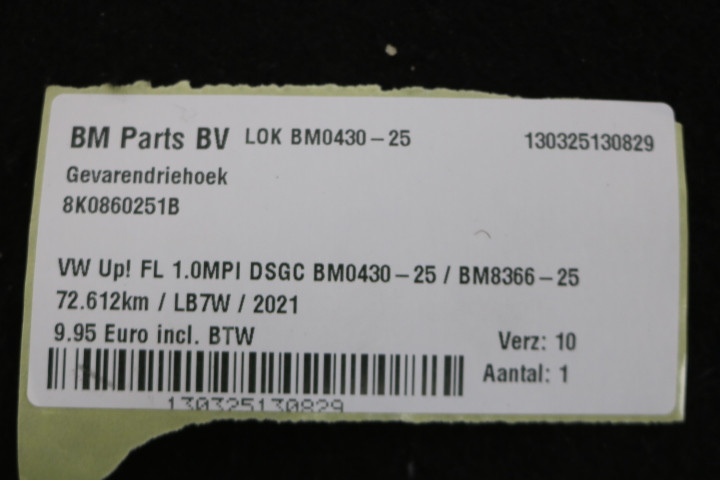 BM Parts BV LOK BM0430-25 130325130829
Gevarendriehoek
8K0860251B
VW Up! FL 1.0MPI DSGC BM0430-25 / BM8366-25
72.612km / LB7W / 2021
9.95 Euro incl. BTW
Verz: 10
Aantal: 1
130325130829